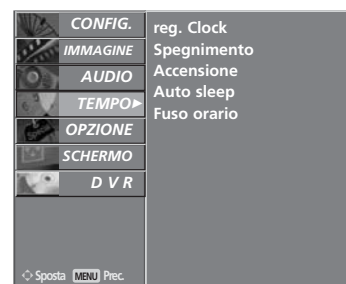 CONFIG.
IMMAGINE
AUDIO
TEMPO▶
OPZIONE
SCHERMO
D V R
reg. Clock
Spegnimento
Accensione
Auto sleep
Fuso orario
Sposta MENU Prec.